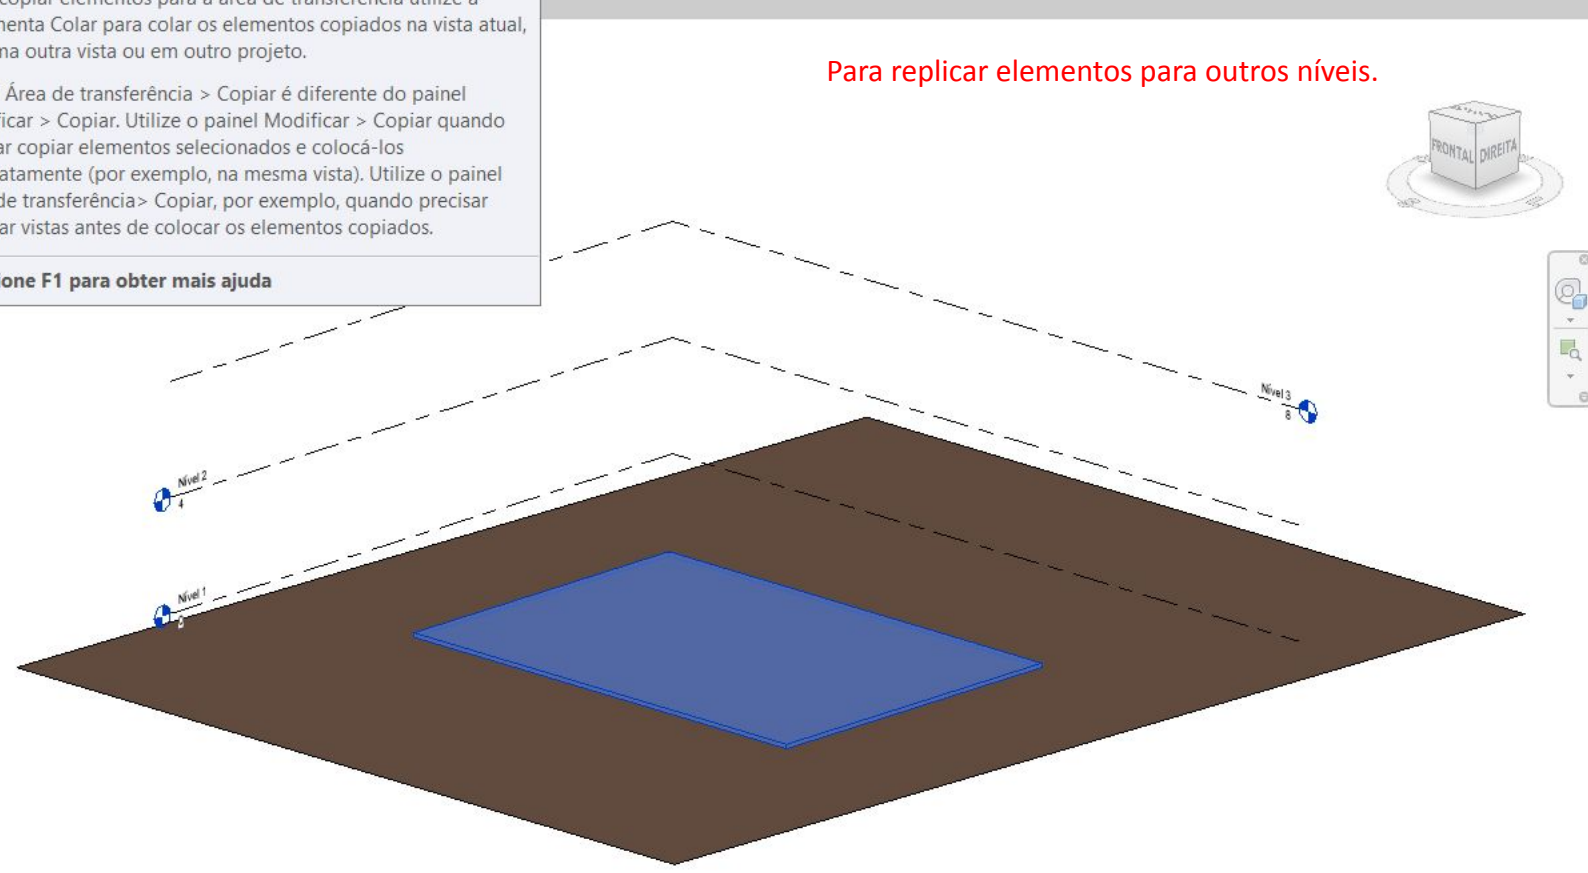 copiar elementos para a área de transferência utilize a
enta Colar para colar os elementos copiados na vista atual,
na outra vista ou em outro projeto.
Área de transferência > Copiar é diferente do painel
icar > Copiar. Utilize o painel Modificar > Copiar quando
ar copiar elementos selecionados e colocá-los
atamente (por exemplo, na mesma vista). Utilize o painel
de transferência> Copiar, por exemplo, quando precisar
ar vistas antes de colocar os elementos copiados.
one F1 para obter mais ajuda
Para replicar elementos para outros níveis.
FRONTAL DIREITA
Nível 3
8
Nível 2
4
Nível 1